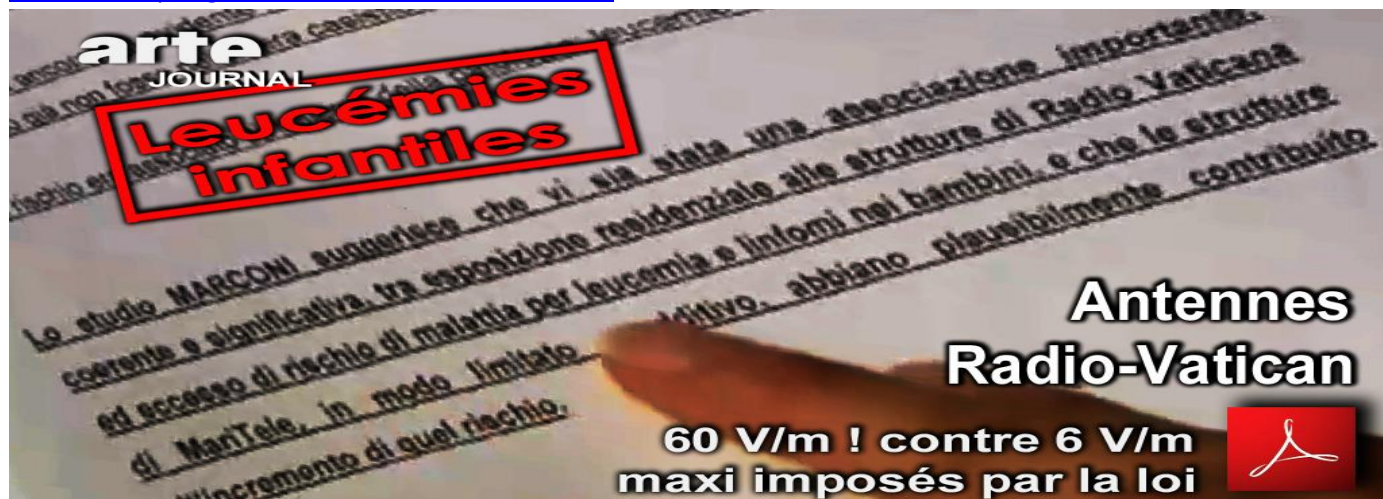 arte
JOURNAL
Leucémies
infantiles
Lo studio MARCONI suggerisce che vi sia stata una associazione importante,
coerente e significativa, tra esposizione residenziale alle strutture di Radio Vaticana
ed eccesso di rischio di malattia per leucemia e linfomi nei bambini, e che le strutture
di MariTele, in modo limitato additivo, abbiano plausibilmente contribuito
all'incremento di quel rischio.
Antennes
Radio-Vatican
60 V/m ! contre 6 V/m
maxi imposés par la loi